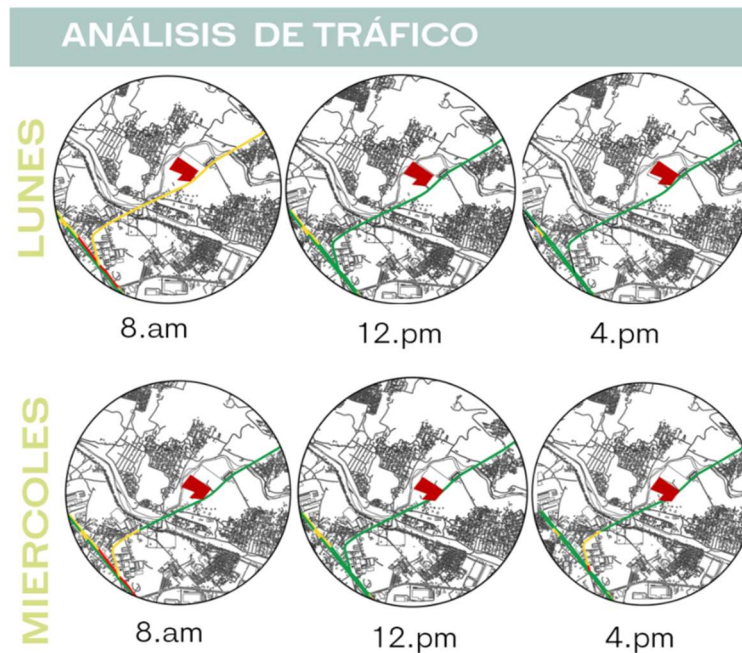 ANÁLISIS DE TRÁFICO
LUNES
8.am
12.pm
4.pm
MIERCOLES
8.am
12.pm
4.pm